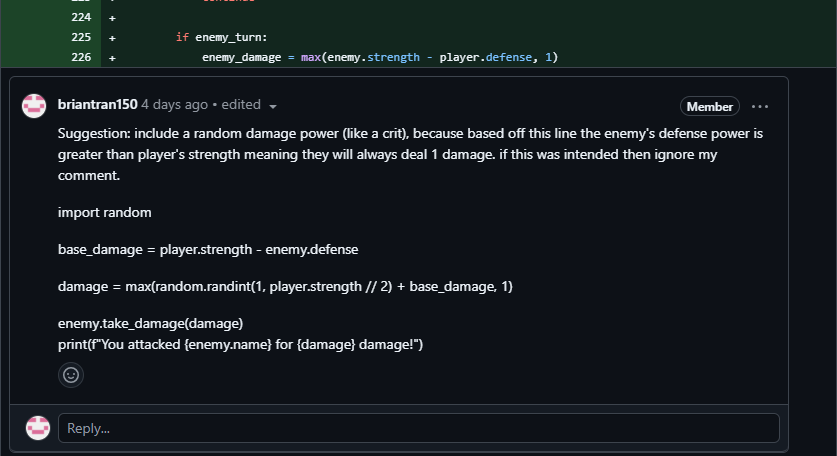 224 +
225 + if enemy_turn:
226 + enemy_damage = max(enemy.strength - player.defense, 1)
briantran150 4 days ago • edited
Member
Suggestion: include a random damage power (like a crit), because based off this line the enemy's defense power is
greater than player's strength meaning they will always deal 1 damage. if this was intended then ignore my
comment.
import random
base_damage = player.strength - enemy.defense
damage = max(random.randint(1, player.strength // 2) + base_damage, 1)
enemy.take_damage(damage)
print(f"You attacked {enemy.name} for {damage} damage!")
Reply...